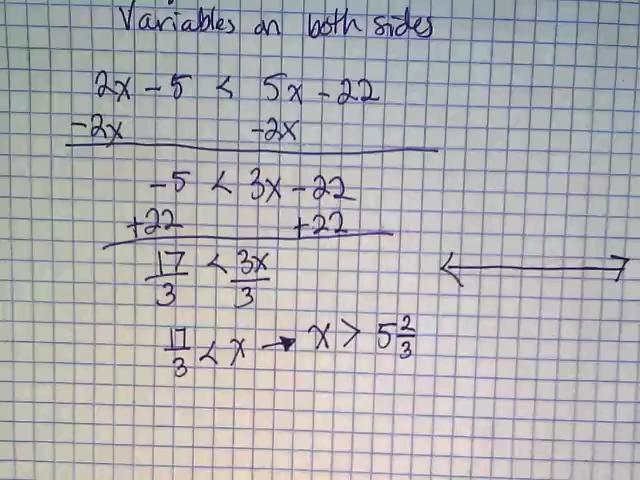 Variables on both sides
2x - 5 < 5x - 22
-2x -2x
-5 < 3x - 22
+22 +22
17/3 < 3x/3
17/3 < x → x > 5 2/3